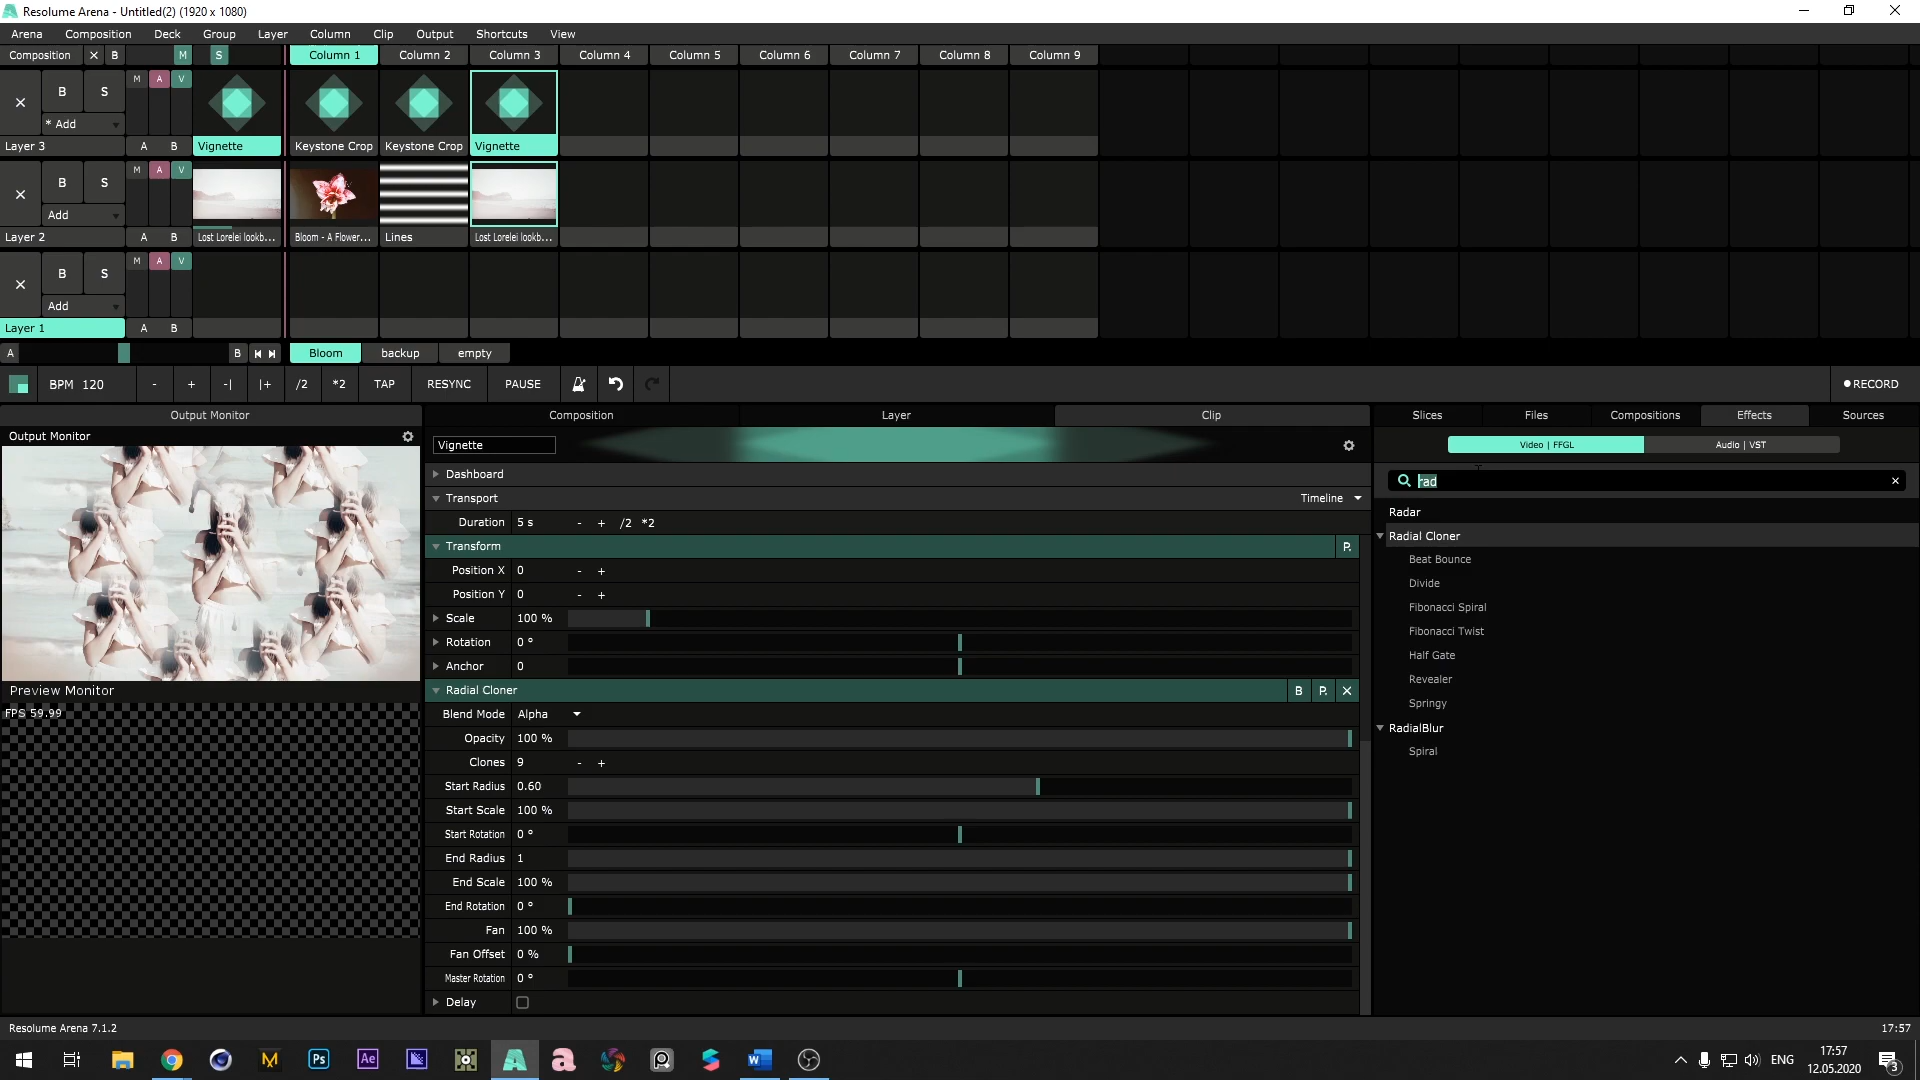 Resolume Arena - Untitled(2) (1920 x 1080)
Arena Composition Deck Group Layer Column Clip Output Shortcuts View
Composition X B M S Column 1 Column 2 Column 3 Column 4 Column 5 Column 6 Column 7 Column 8 Column 9
B S M A V
* Add
Layer 3 A B Vignette Keystone Crop Keystone Crop Vignette
B S M A V
Add
Layer 2 A B Lost Lorelei lookb... Bloom - A Flower... Lines Lost Lorelei lookb...
B S M A V
Add
Layer 1 A B
A B Bloom backup empty
BPM 120 - + -| |+ /2 *2 TAP RESYNC PAUSE RECORD
Output Monitor Composition Layer Clip Slices Files Compositions Effects Sources
Output Monitor
Vignette
Video | FFGL Audio | VST
Dashboard
rad
Transport Timeline
Duration 5 s - + /2 *2
Transform P.
Position X 0 - +
Position Y 0 - +
Scale 100 %
Rotation 0 °
Anchor 0
Radial Cloner B P. X
Blend Mode Alpha
Opacity 100 %
Clones 9 - +
Start Radius 0.60
Start Scale 100 %
Start Rotation 0 °
End Radius 1
End Scale 100 %
End Rotation 0 °
Fan 100 %
Fan Offset 0 %
Master Rotation 0 °
Delay
Radar
Radial Cloner
Beat Bounce
Divide
Fibonacci Spiral
Fibonacci Twist
Half Gate
Revealer
Springy
RadialBlur
Spiral
Preview Monitor
FPS 59.99
Resolume Arena 7.1.2 17:57
Ps Ae ENG 17:57
12.05.2020 3